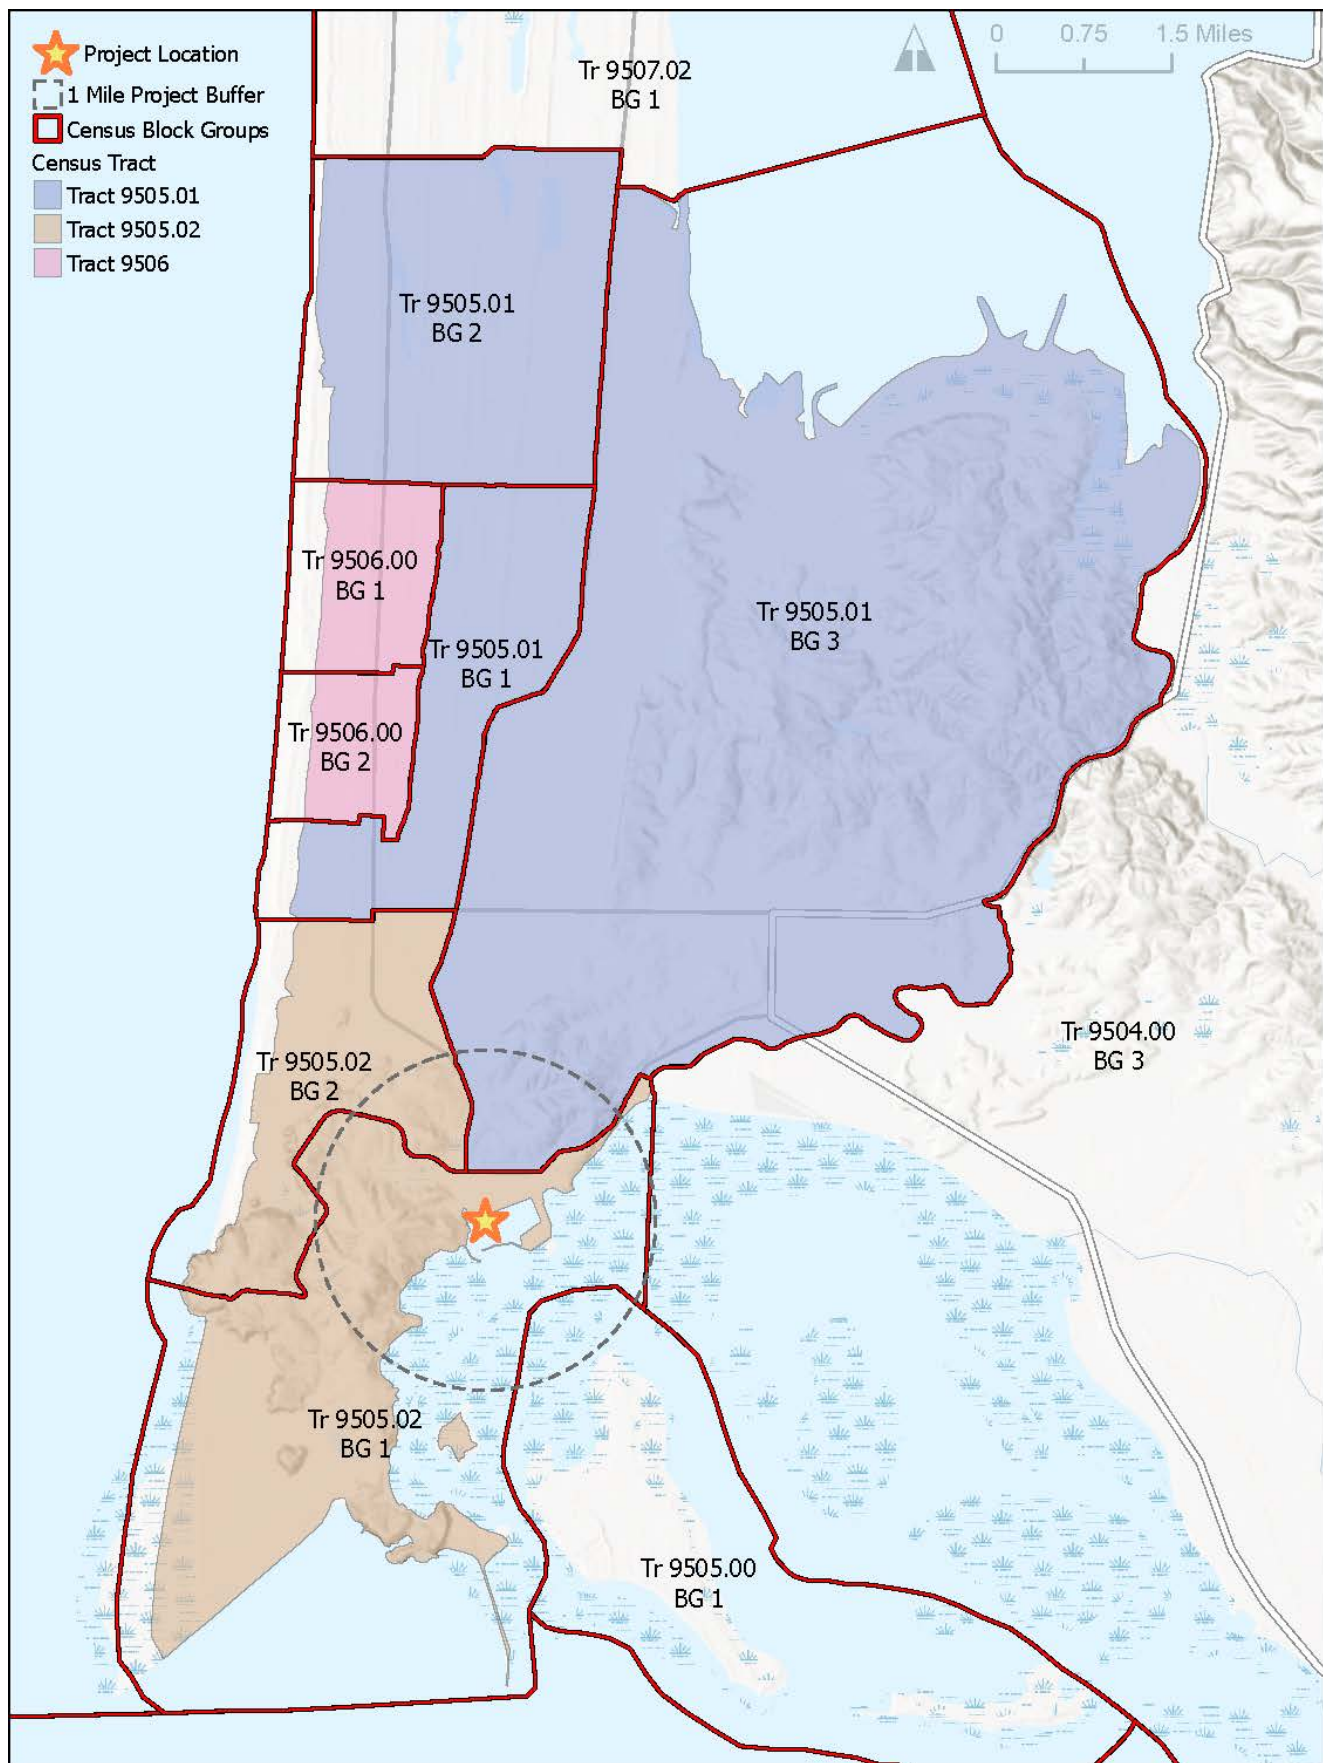 Project Location
1 Mile Project Buffer
Census Block Groups
Census Tract
Tract 9505.01
Tract 9505.02
Tract 9506
0 0.75 1.5 Miles
Tr 9507.02
BG 1
Tr 9505.01
BG 2
Tr 9506.00
BG 1
Tr 9505.01
BG 3
Tr 9505.01
BG 1
Tr 9506.00
BG 2
Tr 9504.00
BG 3
Tr 9505.02
BG 2
Tr 9505.02
BG 1
Tr 9505.00
BG 1